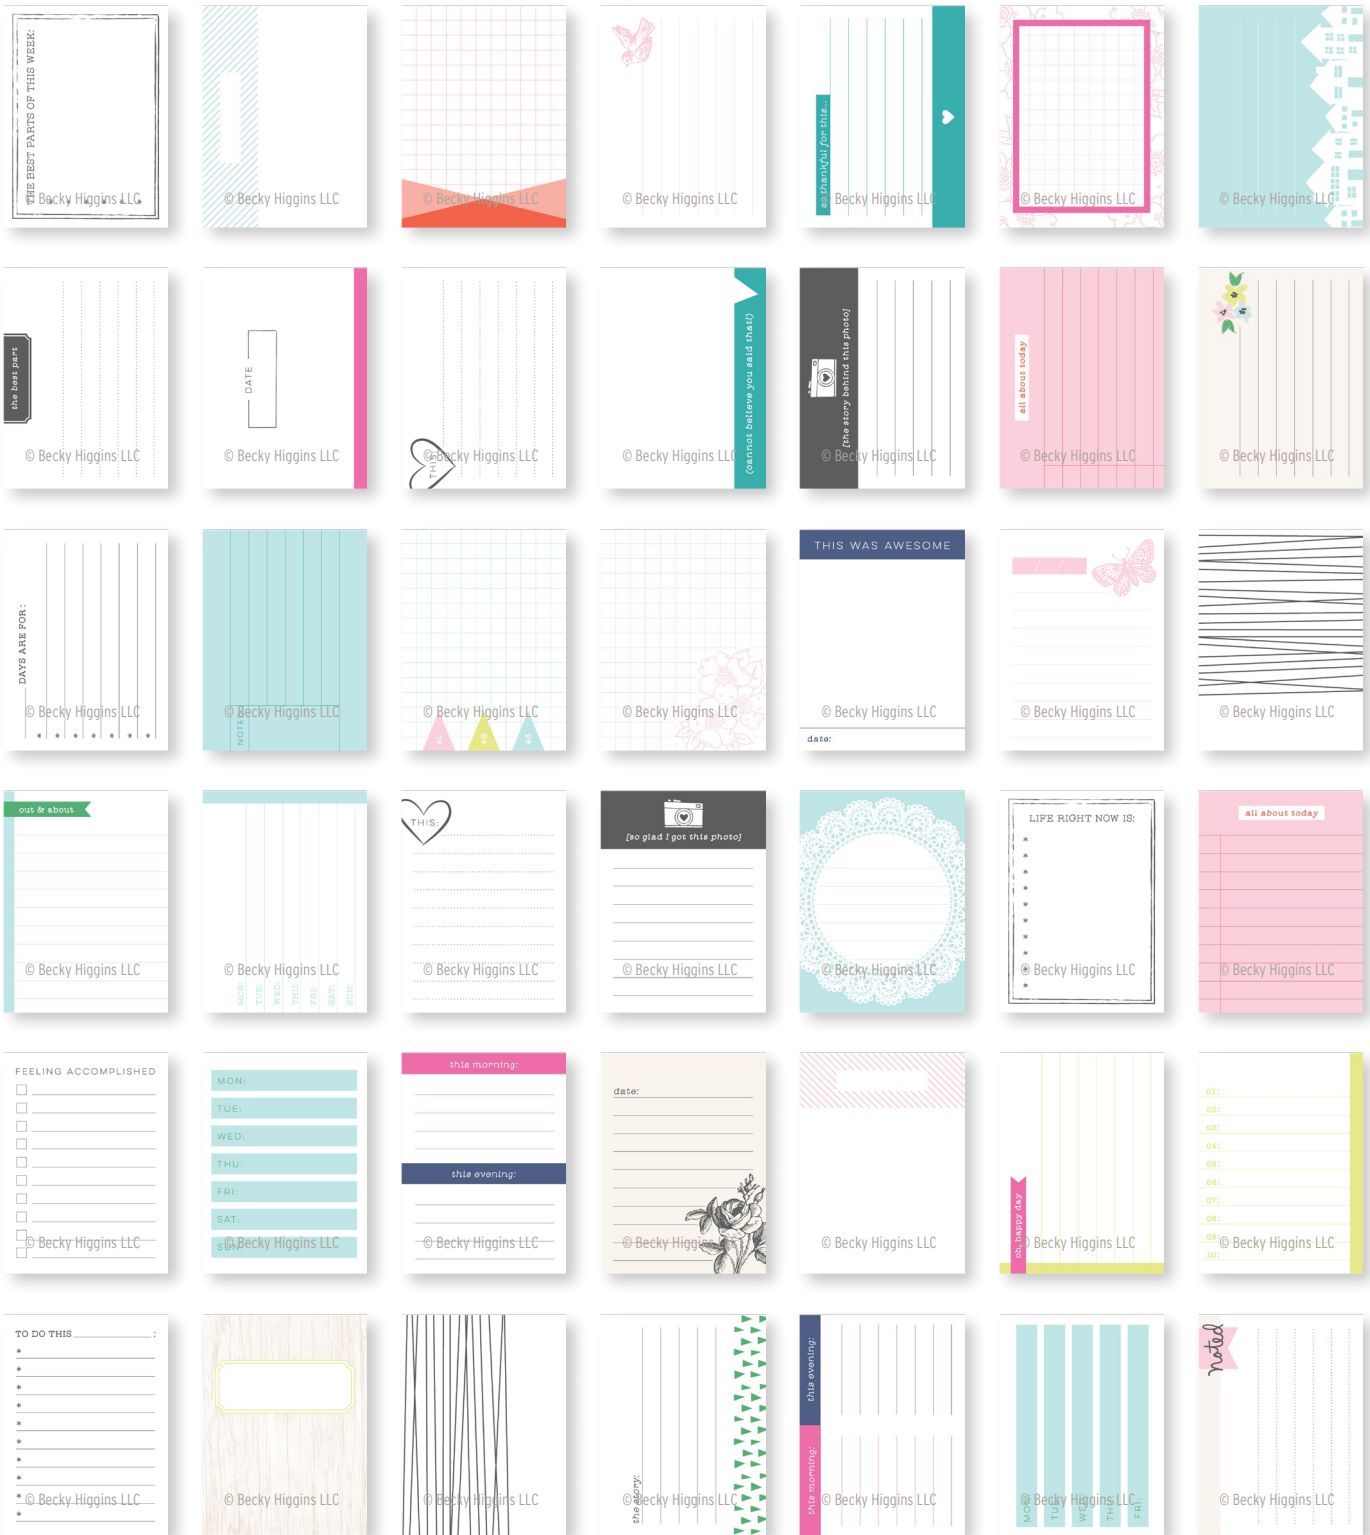 THE BEST PARTS OF THIS WEEK:
© Becky Higgins LLC
© Becky Higgins LLC
© Becky Higgins LLC
© Becky Higgins LLC
so thankful for this...
© Becky Higgins LLC
© Becky Higgins LLC
© Becky Higgins LLC
the best part
© Becky Higgins LLC
DATE
© Becky Higgins LLC
THIS:
© Becky Higgins LLC
(cannot believe you said that!)
© Becky Higgins LLC
[the story behind this photo]
© Becky Higgins LLC
all about today
© Becky Higgins LLC
© Becky Higgins LLC
DAYS ARE FOR:
© Becky Higgins LLC
NOTE
© Becky Higgins LLC
#1
#2
#3
© Becky Higgins LLC
© Becky Higgins LLC
THIS WAS AWESOME
© Becky Higgins LLC
date:
/ /
© Becky Higgins LLC
© Becky Higgins LLC
out & about
© Becky Higgins LLC
MON:
TUE:
WED:
THU:
FRI:
SAT:
SUN:
© Becky Higgins LLC
THIS:
© Becky Higgins LLC
[so glad I got this photo]
© Becky Higgins LLC
© Becky Higgins LLC
LIFE RIGHT NOW IS:
© Becky Higgins LLC
all about today
© Becky Higgins LLC
FEELING ACCOMPLISHED
© Becky Higgins LLC
MON:
TUE:
WED:
THU:
FRI:
SAT:
SUN:
© Becky Higgins LLC
this morning:
this evening:
© Becky Higgins LLC
date:
© Becky Higgins LLC
© Becky Higgins LLC
oh, happy day
© Becky Higgins LLC
01:
02:
03:
04:
05:
06:
07:
08:
09:
10:
© Becky Higgins LLC
TO DO THIS ____________:
© Becky Higgins LLC
© Becky Higgins LLC
© Becky Higgins LLC
the story:
© Becky Higgins LLC
this evening:
this morning:
© Becky Higgins LLC
MON:
TUE:
WED:
THU:
FRI:
© Becky Higgins LLC
noted
© Becky Higgins LLC